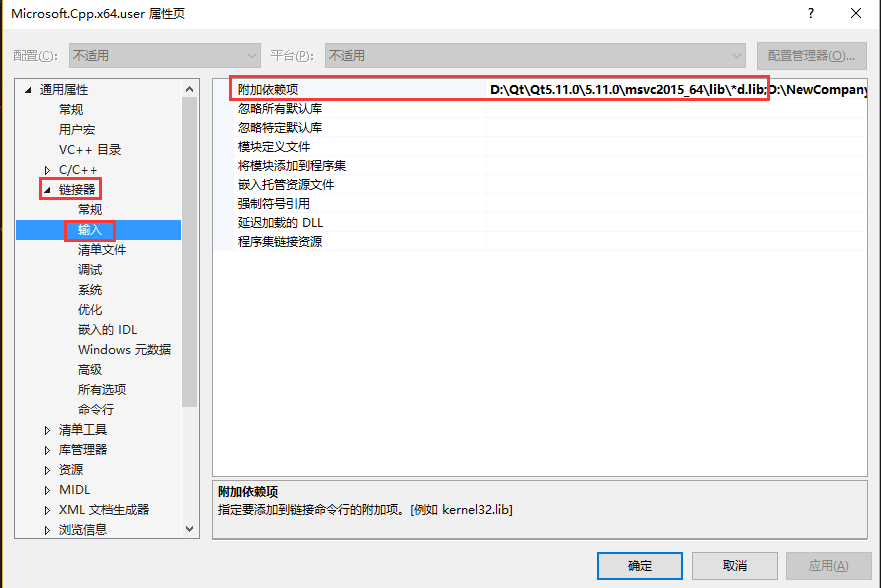 Microsoft.Cpp.x64.user 属性页
配置(C): 不适用 平台(P): 不适用 配置管理器(O)...
通用属性
常规
用户宏
VC++ 目录
C/C++
链接器
常规
输入
清单文件
调试
系统
优化
嵌入的 IDL
Windows 元数据
高级
所有选项
命令行
清单工具
库管理器
资源
MIDL
XML 文档生成器
浏览信息
附加依赖项 D:\Qt\Qt5.11.0\5.11.0\msvc2015_64\lib\*d.lib;D:\NewCompany
忽略所有默认库
忽略特定默认库
模块定义文件
将模块添加到程序集
嵌入托管资源文件
强制符号引用
延迟加载的 DLL
程序集链接资源
附加依赖项
指定要添加到链接命令行的附加项。[例如 kernel32.lib]
确定 取消 应用(A)